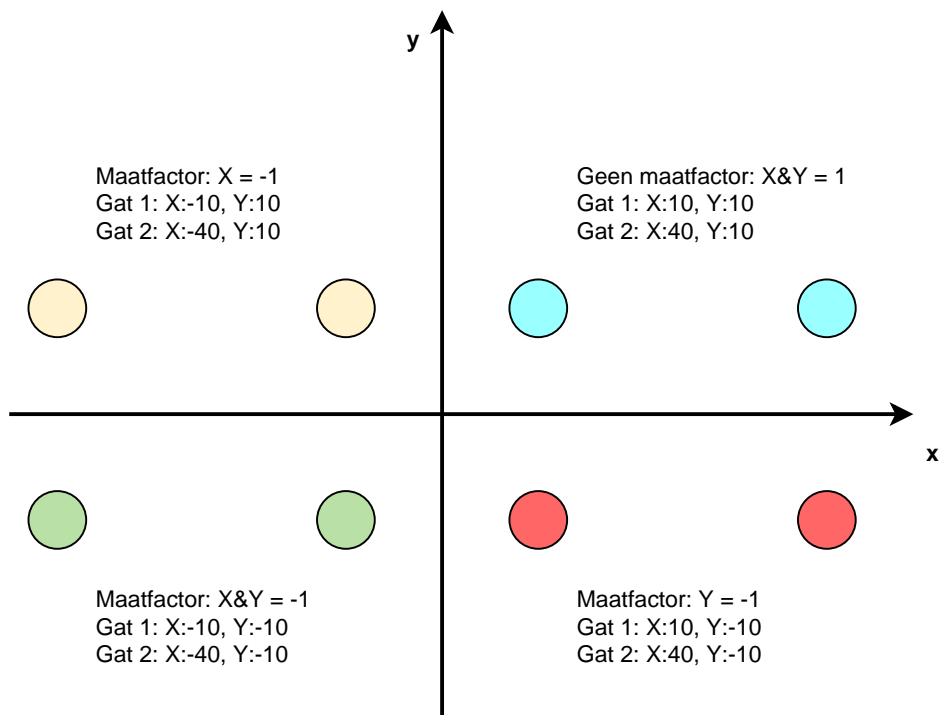 y
Maatfactor: X = -1
Gat 1: X:-10, Y:10
Gat 2: X:-40, Y:10
Geen maatfactor: X&Y = 1
Gat 1: X:10, Y:10
Gat 2: X:40, Y:10
x
Maatfactor: X&Y = -1
Gat 1: X:-10, Y:-10
Gat 2: X:-40, Y:-10
Maatfactor: Y = -1
Gat 1: X:10, Y:-10
Gat 2: X:40, Y:-10